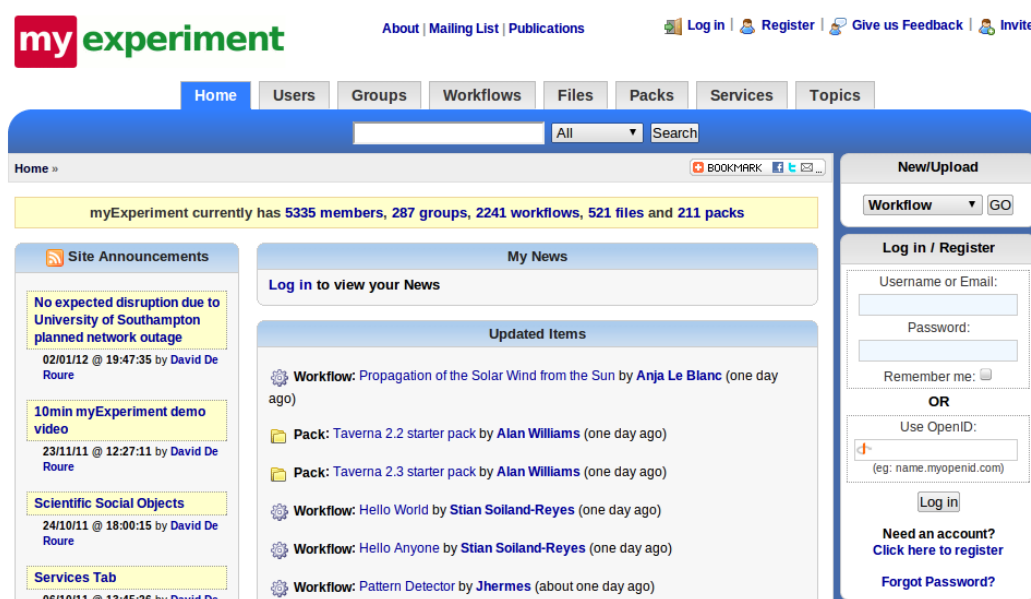 my experiment
About | Mailing List | Publications
Log in | Register | Give us Feedback | Invite
Home Users Groups Workflows Files Packs Services Topics
All Search
Home »
BOOKMARK
myExperiment currently has 5335 members, 287 groups, 2241 workflows, 521 files and 211 packs
Site Announcements
No expected disruption due to
University of Southampton
planned network outage
02/01/12 @ 19:47:35 by David De
Roure
10min myExperiment demo
video
23/11/11 @ 12:27:11 by David De
Roure
Scientific Social Objects
24/10/11 @ 18:00:15 by David De
Roure
Services Tab
06/10/11 @ 13:45:26 by David De
My News
Log in to view your News
Updated Items
Workflow: Propagation of the Solar Wind from the Sun by Anja Le Blanc (one day
ago)
Pack: Taverna 2.2 starter pack by Alan Williams (one day ago)
Pack: Taverna 2.3 starter pack by Alan Williams (one day ago)
Workflow: Hello World by Stian Soiland-Reyes (one day ago)
Workflow: Hello Anyone by Stian Soiland-Reyes (one day ago)
Workflow: Pattern Detector by Jhermes (about one day ago)
New/Upload
Workflow GO
Log in / Register
Username or Email:
Password:
Remember me:
OR
Use OpenID:
(eg: name.myopenid.com)
Log in
Need an account?
Click here to register
Forgot Password?